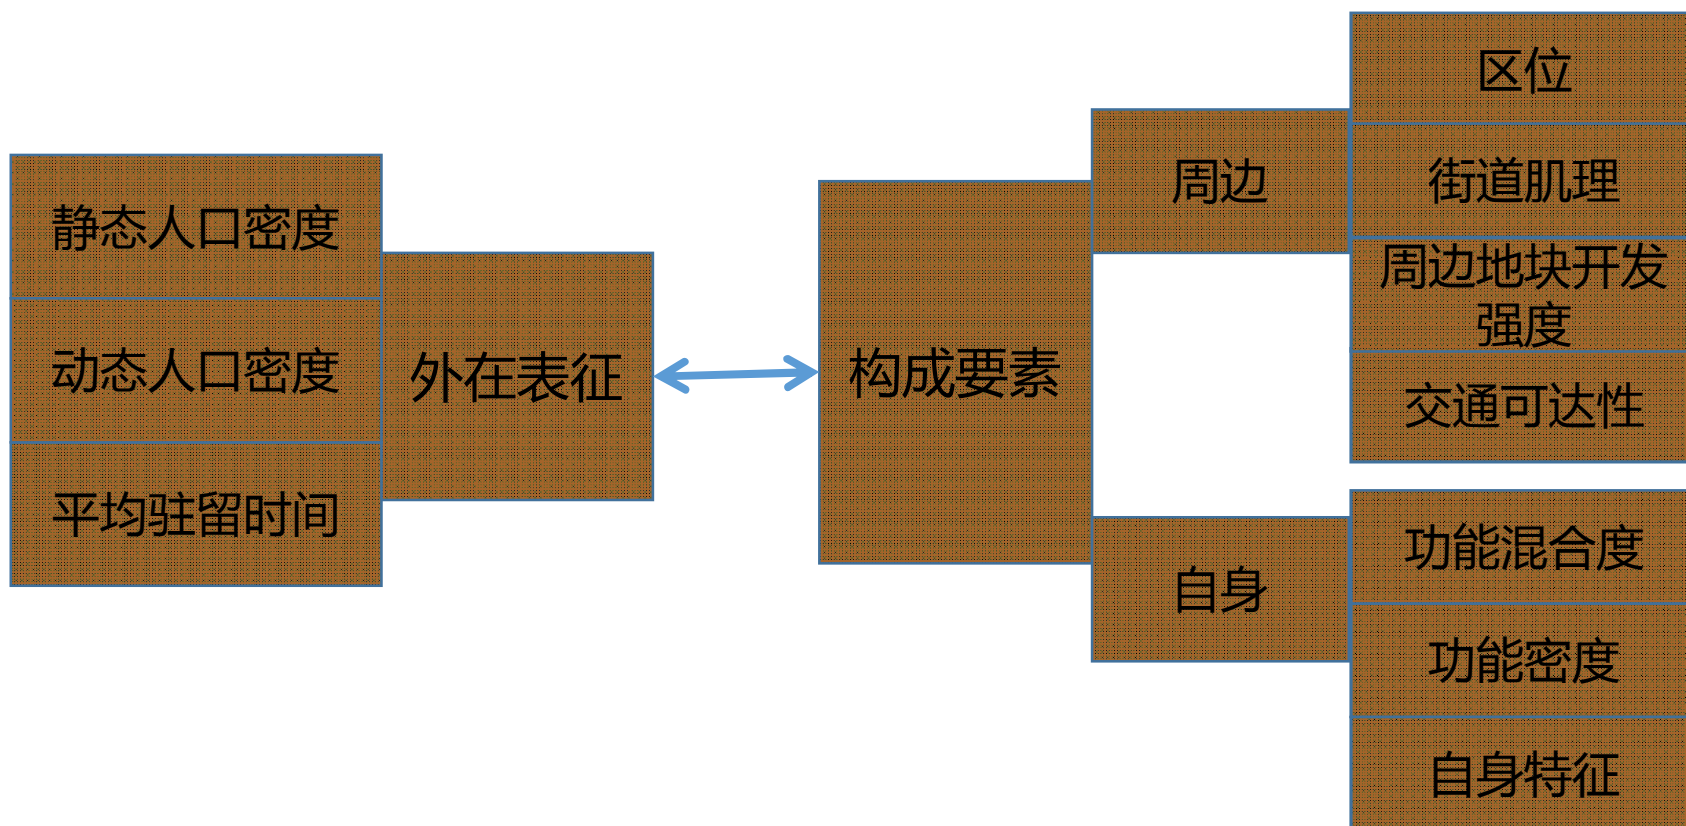 静态人口密度
动态人口密度
平均驻留时间
外在表征
构成要素
周边
自身
区位
街道肌理
周边地块开发
强度
交通可达性
功能混合度
功能密度
自身特征